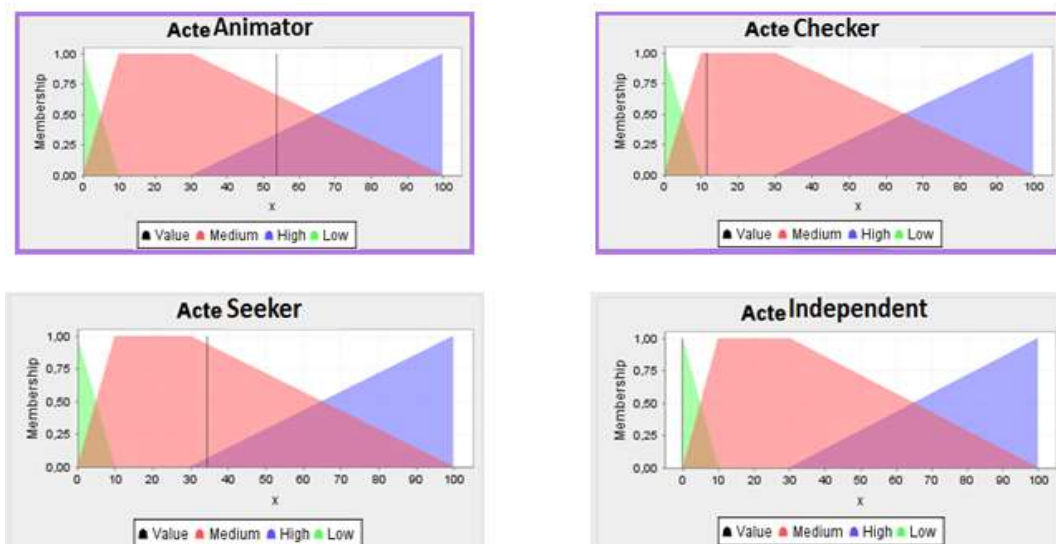 Acte Animator
1,00
0,75
0,50
0,25
0,00
Membership
0 10 20 30 40 50 60 70 80 90 100
x
Value Medium High Low
Acte Checker
1,00
0,75
0,50
0,25
0,00
Membership
0 10 20 30 40 50 60 70 80 90 100
x
Value Medium High Low
Acte Seeker
1,00
0,75
0,50
0,25
0,00
Membership
0 10 20 30 40 50 60 70 80 90 100
x
Value Medium High Low
Acte Independent
1,00
0,75
0,50
0,25
0,00
Membership
0 10 20 30 40 50 60 70 80 90 100
x
Value Medium High Low